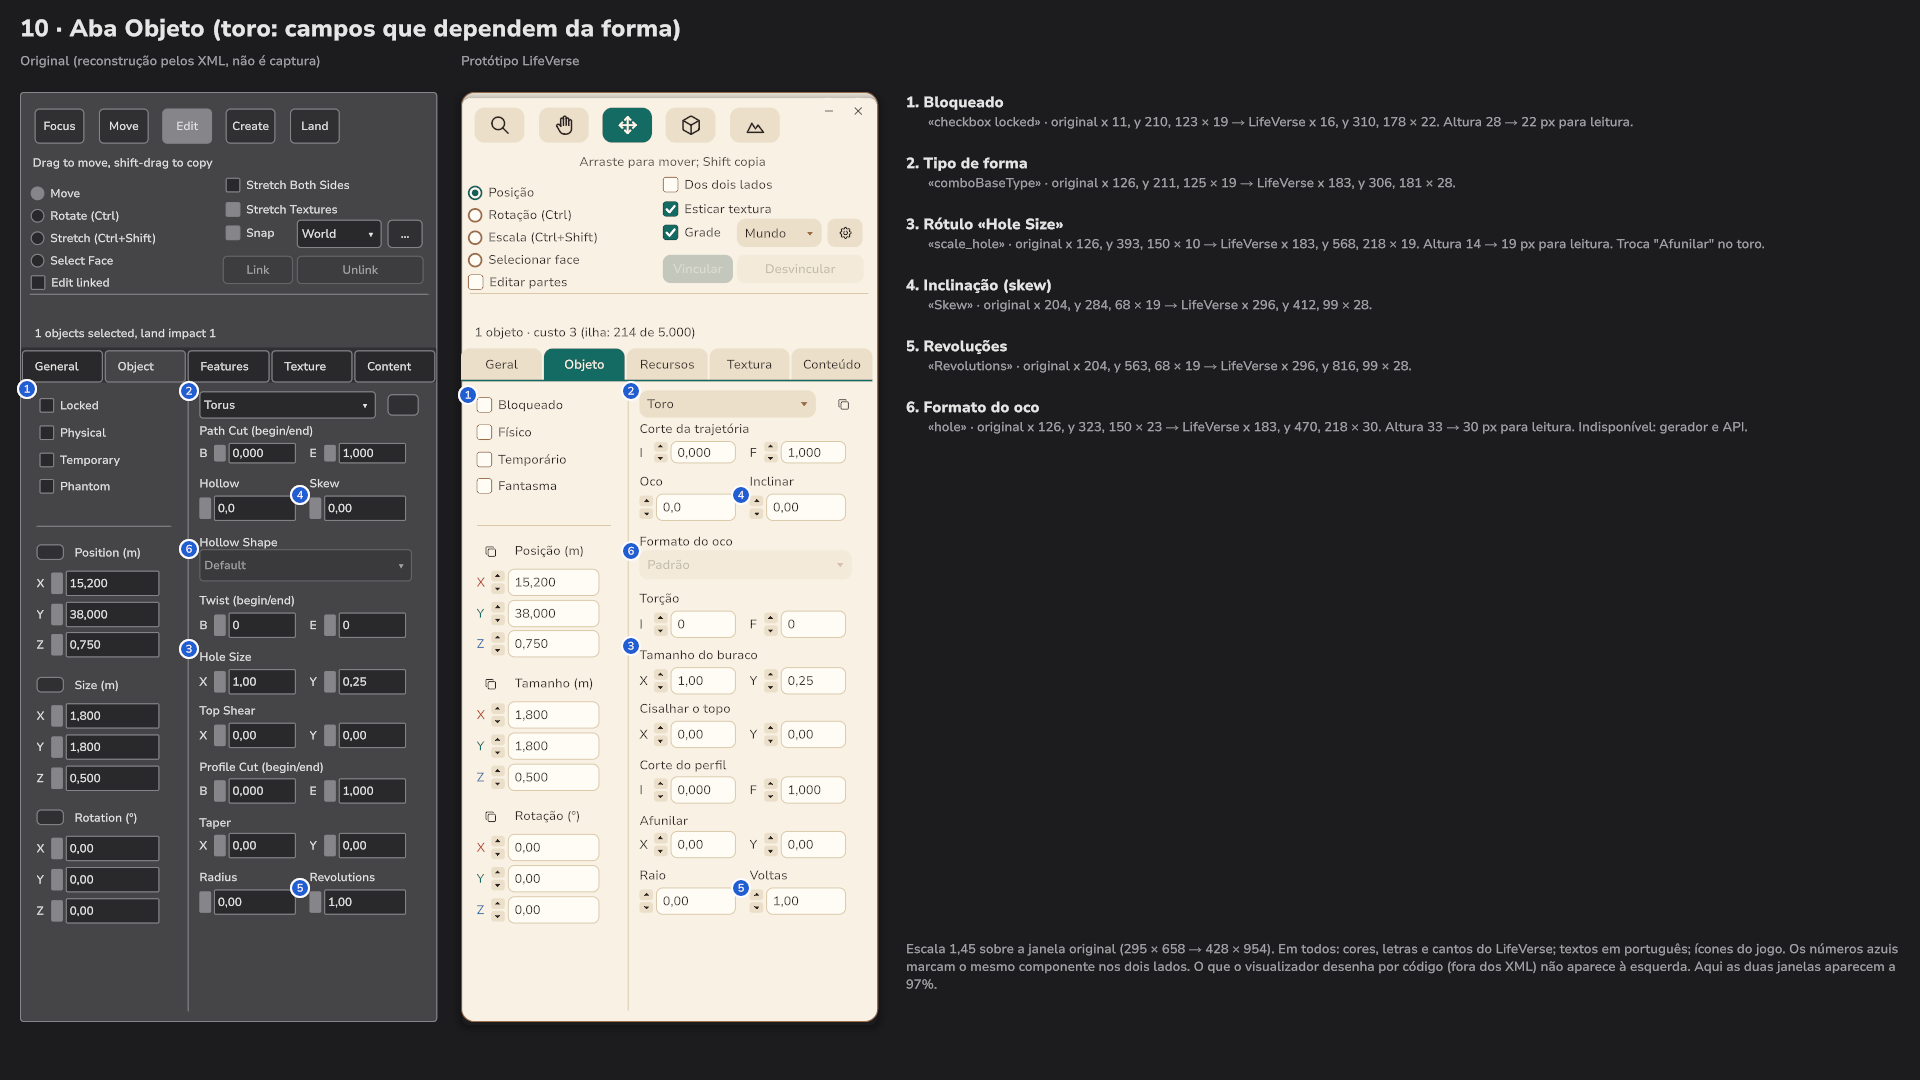 10 · Aba Objeto (toro: campos que dependem da forma)
Original (reconstrução pelos XML, não é captura)
Protótipo LifeVerse
Focus Move Edit Create Land
Drag to move, shift-drag to copy
Move
Rotate (Ctrl)
Stretch (Ctrl+Shift)
Select Face
Edit linked
Stretch Both Sides
Stretch Textures
Snap World ...
Link Unlink
1 objects selected, land impact 1
General Object Features Texture Content
1
Locked
Physical
Temporary
Phantom
Position (m)
X 15,200
Y 38,000
Z 0,750
Size (m)
X 1,800
Y 1,800
Z 0,500
Rotation (°)
X 0,00
Y 0,00
Z 0,00
2
Torus
Path Cut (begin/end)
B 0,000 E 1,000
Hollow 4 Skew
0,0 0,00
6
Hollow Shape
Default
Twist (begin/end)
B 0 E 0
3
Hole Size
X 1,00 Y 0,25
Top Shear
X 0,00 Y 0,00
Profile Cut (begin/end)
B 0,000 E 1,000
Taper
X 0,00 Y 0,00
Radius 5 Revolutions
0,00 1,00
Arraste para mover; Shift copia
Posição
Rotação (Ctrl)
Escala (Ctrl+Shift)
Selecionar face
Editar partes
Dos dois lados
Esticar textura
Grade Mundo
Vincular Desvincular
1 objeto · custo 3 (ilha: 214 de 5.000)
Geral Objeto Recursos Textura Conteúdo
1
Bloqueado
Físico
Temporário
Fantasma
Posição (m)
X 15,200
Y 38,000
Z 0,750
Tamanho (m)
X 1,800
Y 1,800
Z 0,500
Rotação (°)
X 0,00
Y 0,00
Z 0,00
2
Toro
Corte da trajetória
I 0,000 F 1,000
Oco 4 Inclinar
0,0 0,00
6
Formato do oco
Padrão
Torção
I 0 F 0
3
Tamanho do buraco
X 1,00 Y 0,25
Cisalhar o topo
X 0,00 Y 0,00
Corte do perfil
I 0,000 F 1,000
Afunilar
X 0,00 Y 0,00
Raio 5 Voltas
0,00 1,00
1. Bloqueado
«checkbox locked» · original x 11, y 210, 123 × 19 → LifeVerse x 16, y 310, 178 × 22. Altura 28 → 22 px para leitura.
2. Tipo de forma
«comboBaseType» · original x 126, y 211, 125 × 19 → LifeVerse x 183, y 306, 181 × 28.
3. Rótulo «Hole Size»
«scale_hole» · original x 126, y 393, 150 × 10 → LifeVerse x 183, y 568, 218 × 19. Altura 14 → 19 px para leitura. Troca "Afunilar" no toro.
4. Inclinação (skew)
«Skew» · original x 204, y 284, 68 × 19 → LifeVerse x 296, y 412, 99 × 28.
5. Revoluções
«Revolutions» · original x 204, y 563, 68 × 19 → LifeVerse x 296, y 816, 99 × 28.
6. Formato do oco
«hole» · original x 126, y 323, 150 × 23 → LifeVerse x 183, y 470, 218 × 30. Altura 33 → 30 px para leitura. Indisponível: gerador e API.
Escala 1,45 sobre a janela original (295 × 658 → 428 × 954). Em todos: cores, letras e cantos do LifeVerse; textos em português; ícones do jogo. Os números azuis
marcam o mesmo componente nos dois lados. O que o visualizador desenha por código (fora dos XML) não aparece à esquerda. Aqui as duas janelas aparecem a
97%.